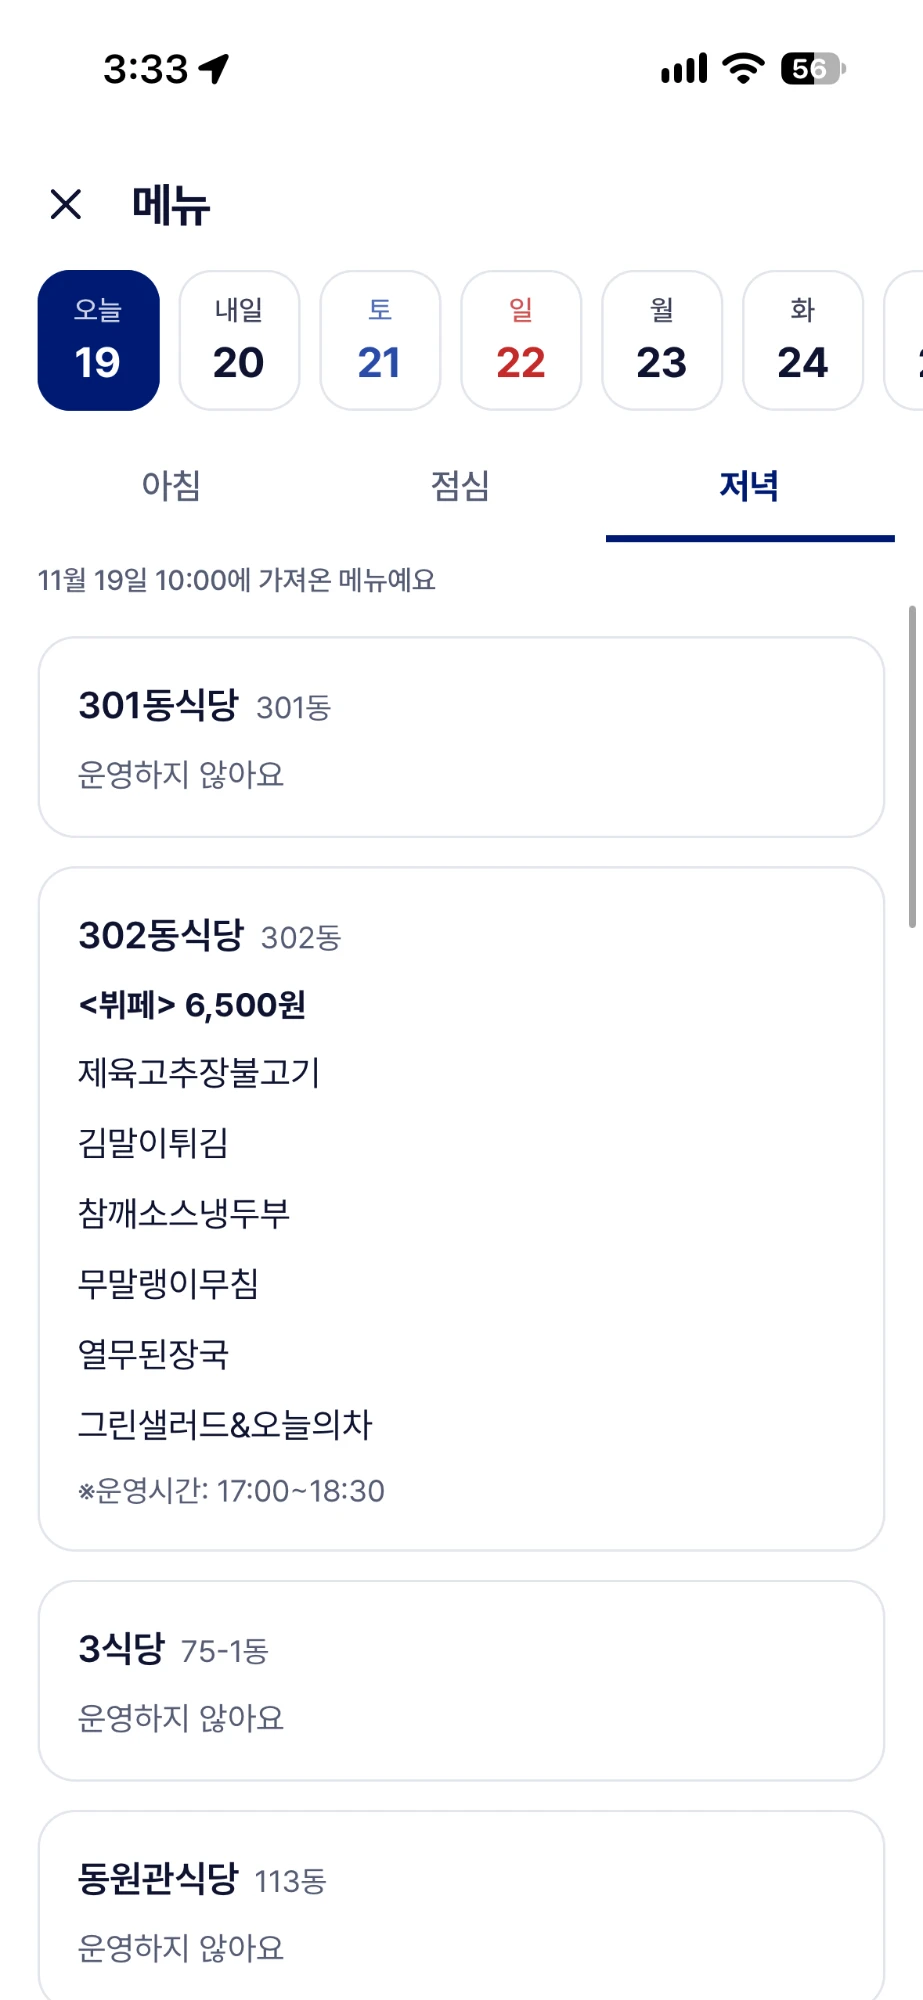 3:33
56
메뉴
오늘 내일 토 일 월 화
19 20 21 22 23 24
아침 점심 저녁
11월 19일 10:00에 가져온 메뉴예요
301동식당 301동
운영하지 않아요
302동식당 302동
<뷔페> 6,500원
제육고추장불고기
김말이튀김
참깨소스냉두부
무말랭이무침
열무된장국
그린샐러드&오늘의차
※운영시간: 17:00~18:30
3식당 75-1동
운영하지 않아요
동원관식당 113동
운영하지 않아요